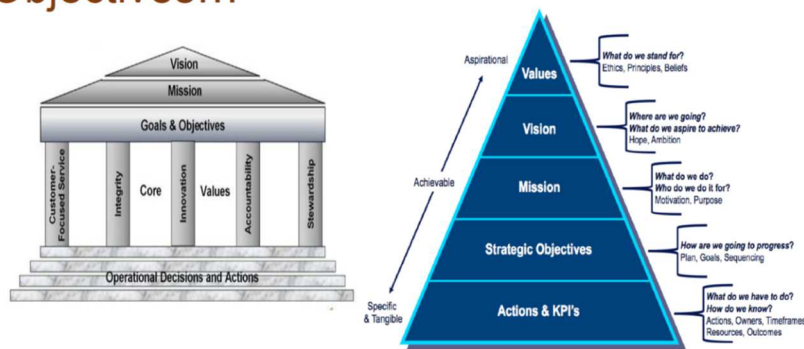 Vision
Mission
Goals & Objectives
Customer-
Focused Service
Integrity
Core
Innovation
Values
Accountability
Stewardship
Operational Decisions and Actions
Aspirational
Achievable
Specific
& Tangible
Values
What do we stand for?
Ethics, Principles, Beliefs
Vision
Where are we going?
What do we aspire to achieve?
Hope, Ambition
Mission
What do we do?
Who do we do it for?
Motivation, Purpose
Strategic Objectives
How are we going to progress?
Plan, Goals, Sequencing
Actions & KPI's
What do we have to do?
How do we know?
Actions, Owners, Timeframes
Resources, Outcomes